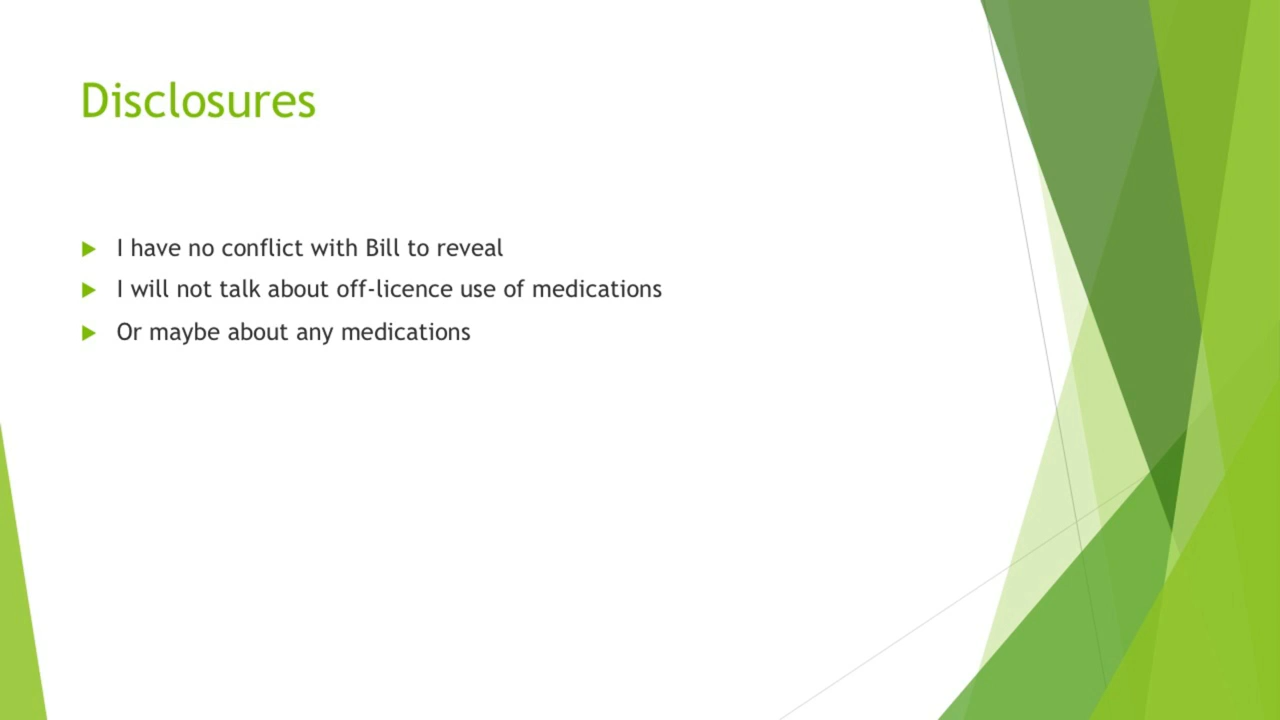 Disclosures
I have no conflict with Bill to reveal
I will not talk about off-licence use of medications
Or maybe about any medications